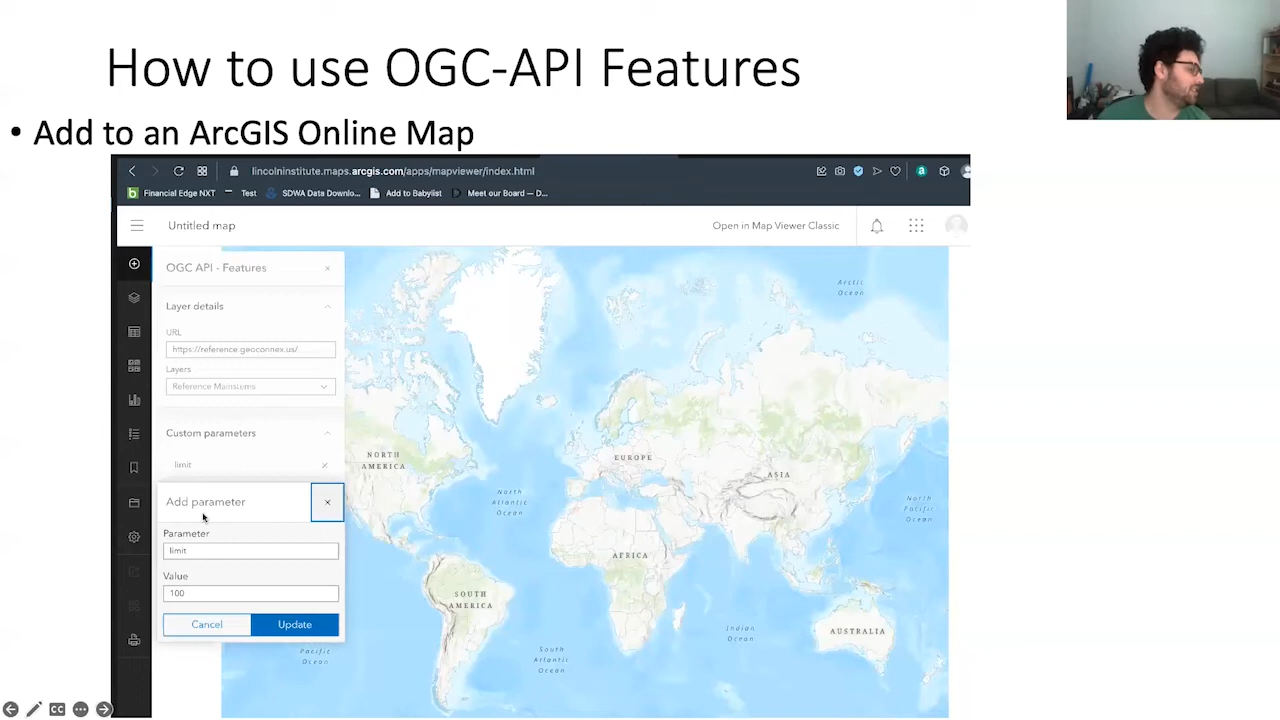 How to use OGC-API Features
• Add to an ArcGIS Online Map
lincolninstitute.maps.arcgis.com/apps/mapviewer/index.html
Financial Edge NXT
Test
SDWA Data Downlo...
Add to Babylist
Meet our Board — D...
Untitled map
Open in Map Viewer Classic
OGC API - Features
Layer details
URL
https://reference.geoconnex.us/
Layers
Reference Mainstems
Custom parameters
limit
Add parameter
Parameter
limit
Value
100
Cancel
Update
Arctic
Ocean
NORTH
AMERICA
EUROPE
ASIA
North
Atlantic
Ocean
North
Pacific
Ocean
AFRICA
SOUTH
AMERICA
Indian
Ocean
AUSTRALIA
Pacific
Ocean
South
Atlantic
Ocean
CC